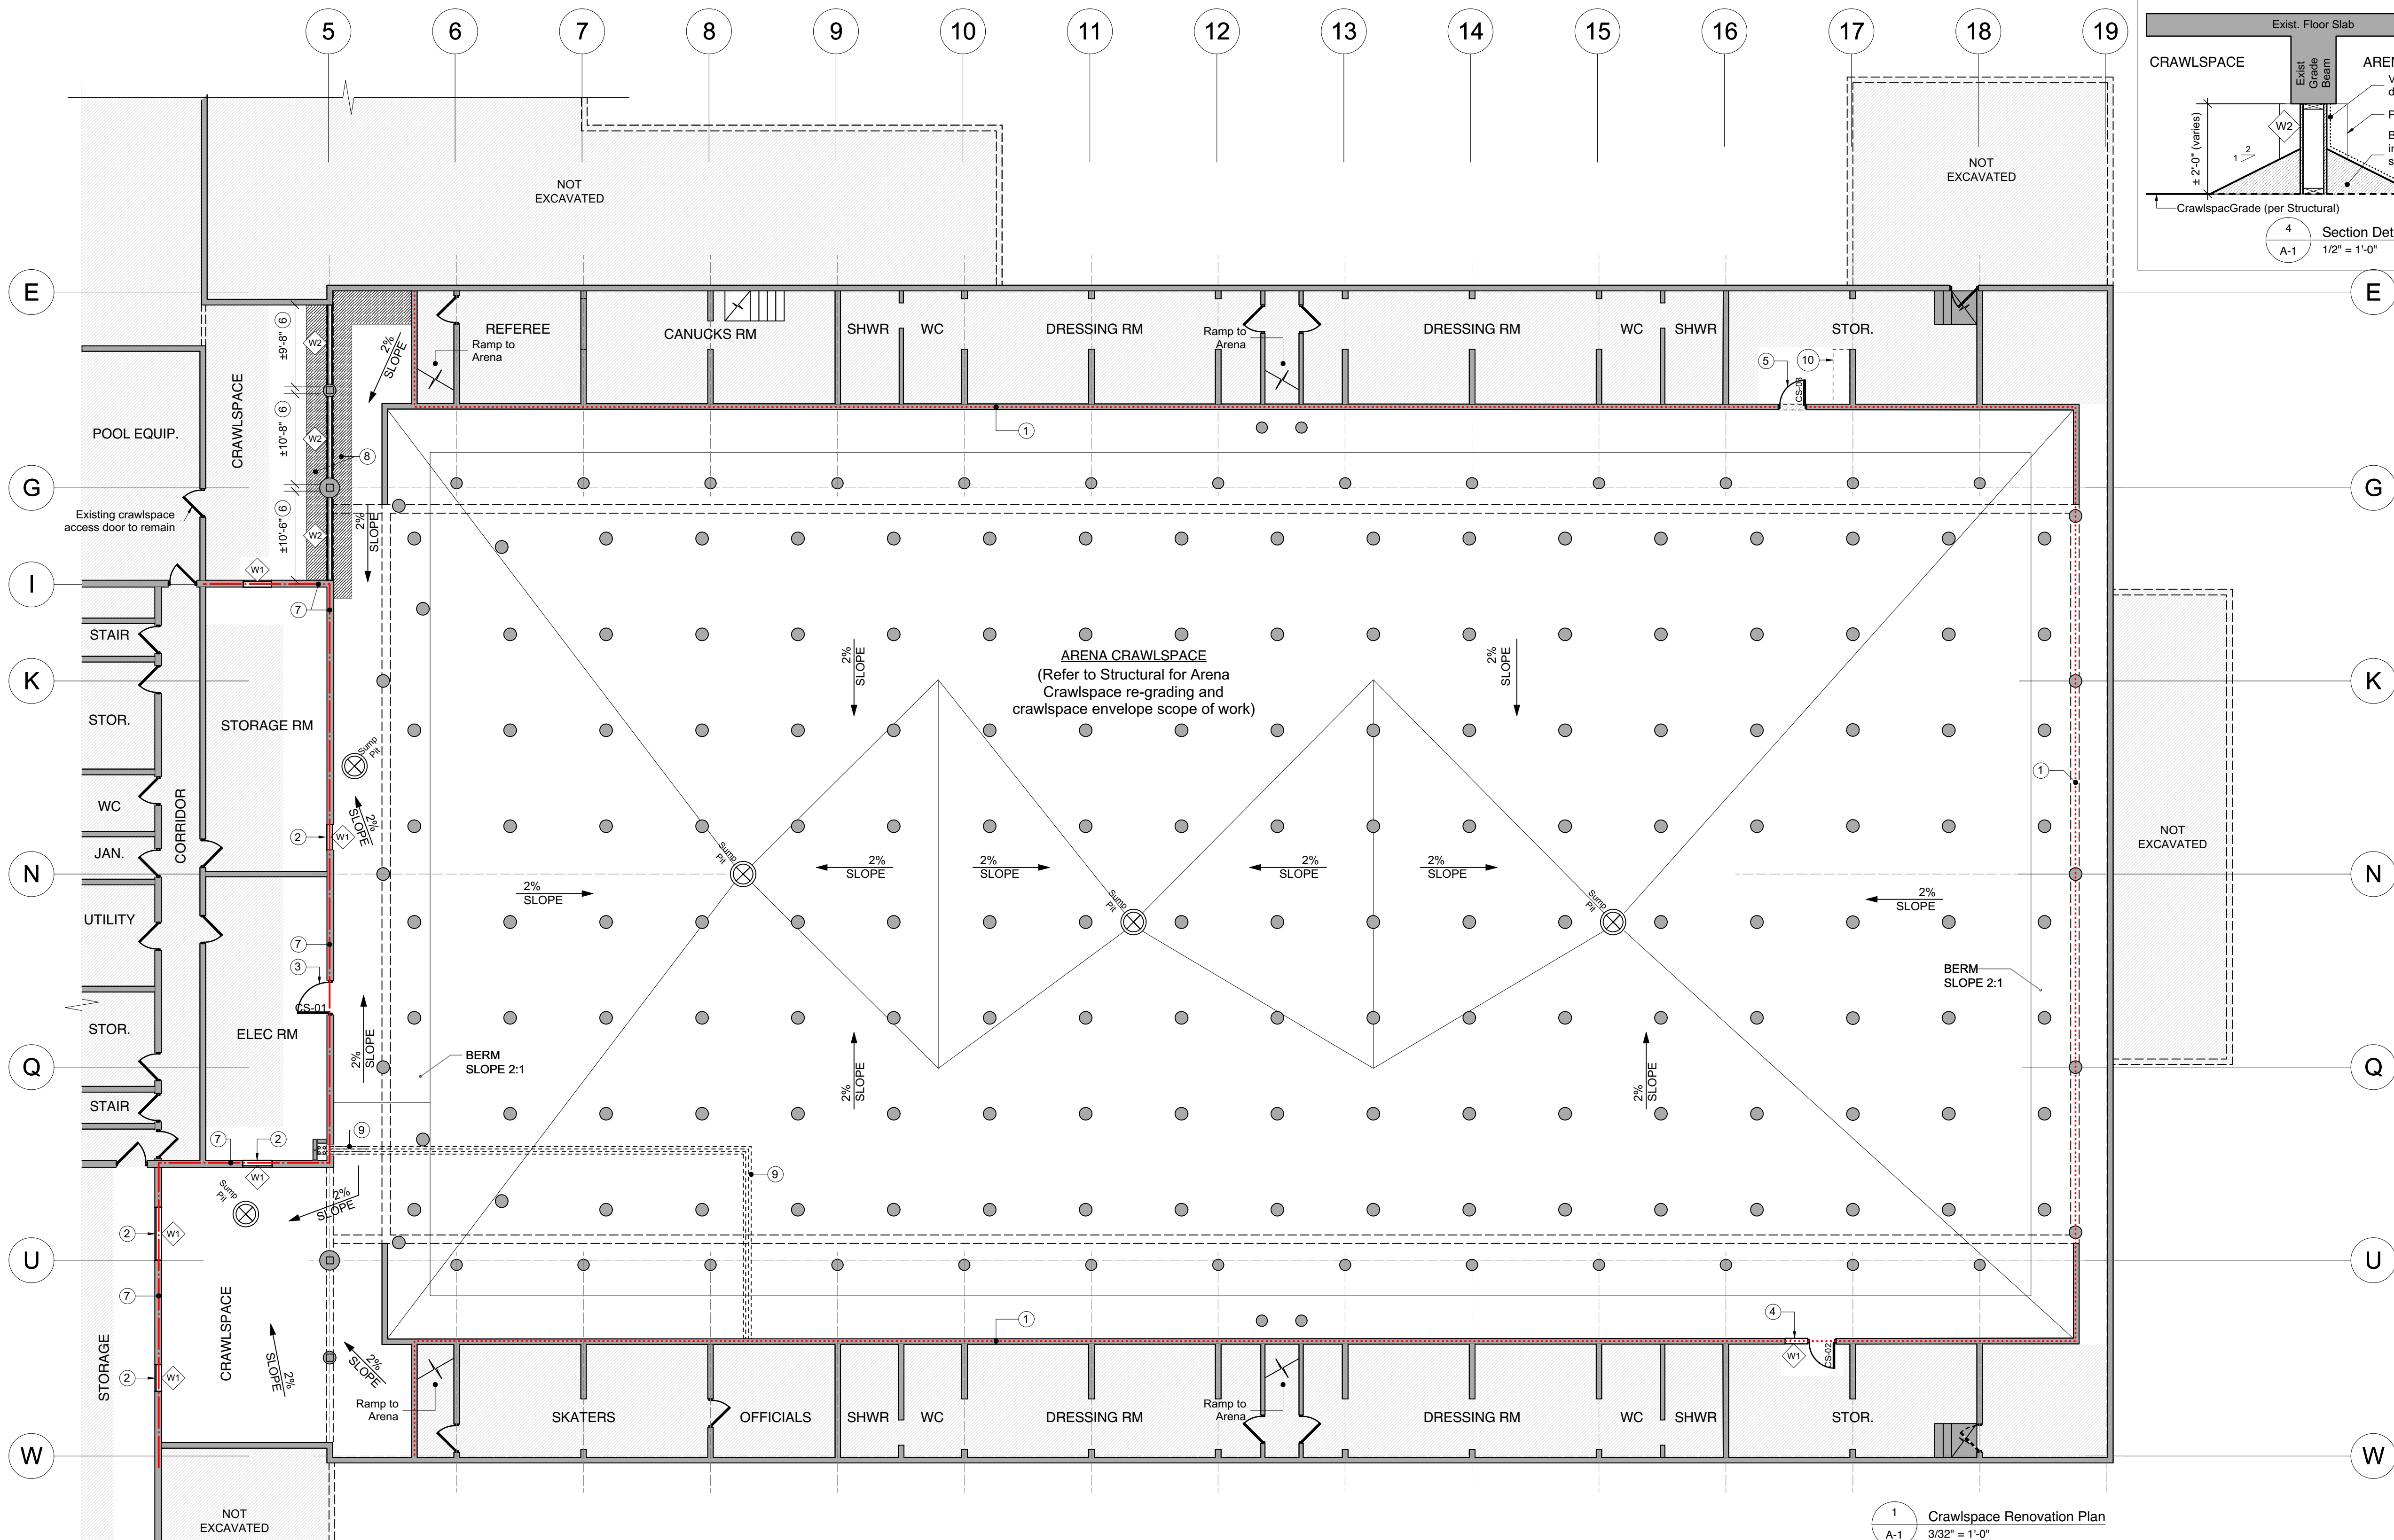 5 6 7 8 9 10 11 12 13 14 15 16 17 18 19
Exist. Floor Slab
CRAWLSPACE
Exist
Grade
Beam
± 2'-0" (varies)
W2
1
2
CrawlspacGrade (per Structural)
4
A-1
1/2" = 1'-0"
NOT
EXCAVATED
NOT
EXCAVATED
E
E
REFEREE
Ramp to
Arena
CANUCKS RM
SHWR
WC
DRESSING RM
Ramp to
Arena
DRESSING RM
WC
SHWR
STOR.
5
10
CS-03
±9'-8"
6
W2
2%
SLOPE
±10'-8"
6
W2
8
±10'-6"
6
W2
CRAWLSPACE
POOL EQUIP.
1
G
G
Existing crawlspace
access door to remain
2%
SLOPE
W1
I
7
STAIR
K
K
STOR.
STORAGE RM
Sump
Pit
WC
CORRIDOR
2
W1
2%
SLOPE
JAN.
ARENA CRAWLSPACE
(Refer to Structural for Arena
Crawlspace re-grading and
crawlspace envelope scope of work)
2%
SLOPE
2%
SLOPE
1
NOT
EXCAVATED
N
N
Sump
Pit
2%
SLOPE
2%
SLOPE
2%
SLOPE
2%
SLOPE
2%
SLOPE
Sump
Pit
Sump
Pit
2%
SLOPE
UTILITY
7
3
CS-01
BERM
SLOPE 2:1
STOR.
ELEC RM
2%
SLOPE
BERM
SLOPE 2:1
2%
SLOPE
2%
SLOPE
Q
Q
STAIR
7
2
9
W1
9
Sump
Pit
2%
SLOPE
2
W1
U
U
7
CRAWLSPACE
STORAGE
2
W1
2%
SLOPE
2%
SLOPE
1
4
W1
CS-02
Ramp to
Arena
SKATERS
OFFICIALS
SHWR
WC
DRESSING RM
Ramp to
Arena
DRESSING RM
WC
SHWR
STOR.
W
W
NOT
EXCAVATED
1
A-1
Crawlspace Renovation Plan
3/32" = 1'-0"